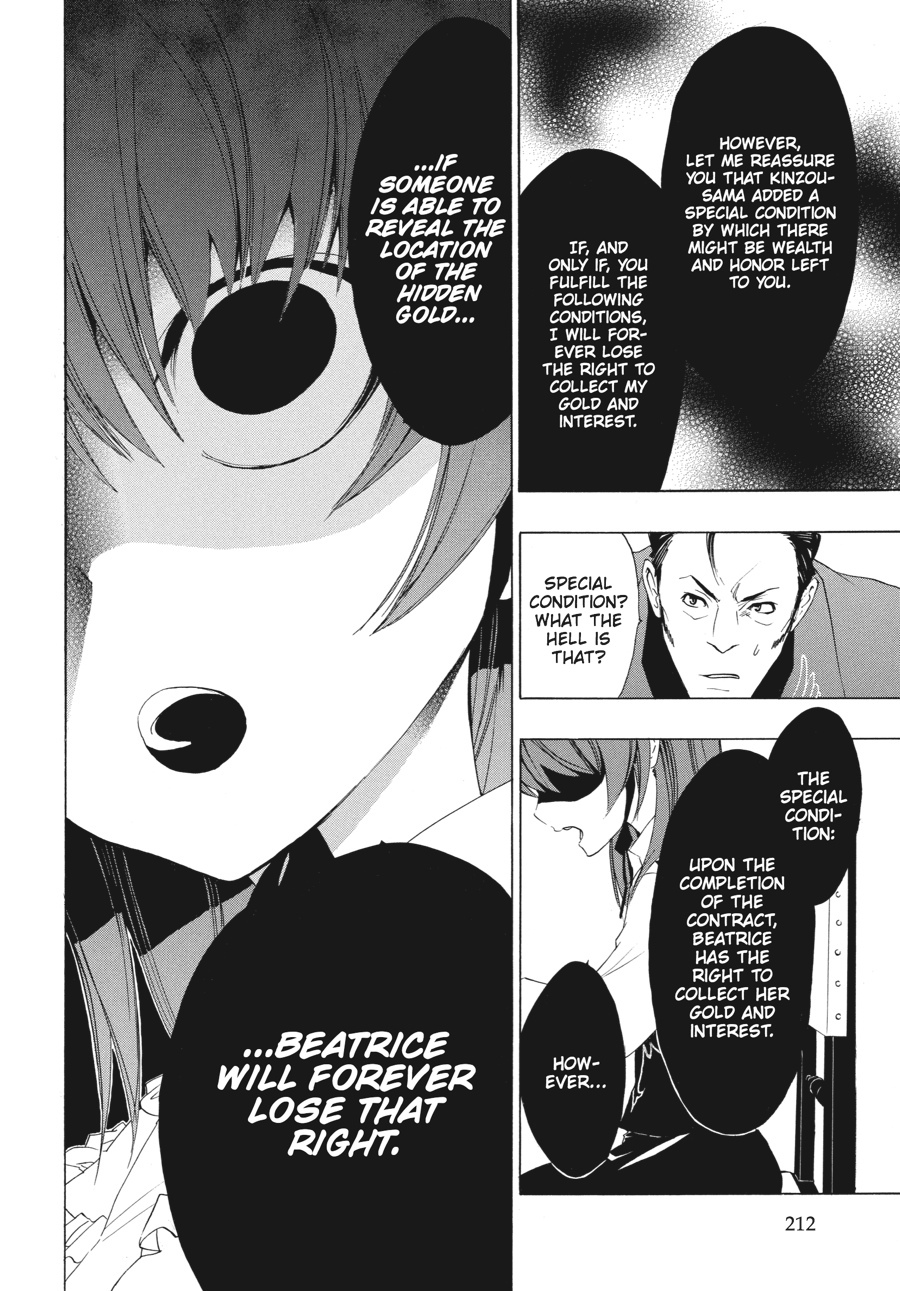 HOWEVER,
LET ME REASSURE
YOU THAT KINZOU-
SAMA ADDED A
SPECIAL CONDITION
BY WHICH THERE
MIGHT BE WEALTH
AND HONOR LEFT
TO YOU.
IF, AND
ONLY IF, YOU
FULFILL THE
FOLLOWING
CONDITIONS,
I WILL FOR-
EVER LOSE
THE RIGHT TO
COLLECT MY
GOLD AND
INTEREST.
SPECIAL
CONDITION?
WHAT THE
HELL IS
THAT?
THE
SPECIAL
CONDI-
TION:
UPON THE
COMPLETION
OF THE
CONTRACT,
BEATRICE
HAS THE
RIGHT TO
COLLECT HER
GOLD AND
INTEREST.
HOW-
EVER...
...IF
SOMEONE
IS ABLE TO
REVEAL THE
LOCATION
OF THE
HIDDEN
GOLD...
...BEATRICE
WILL FOREVER
LOSE THAT
RIGHT.
212